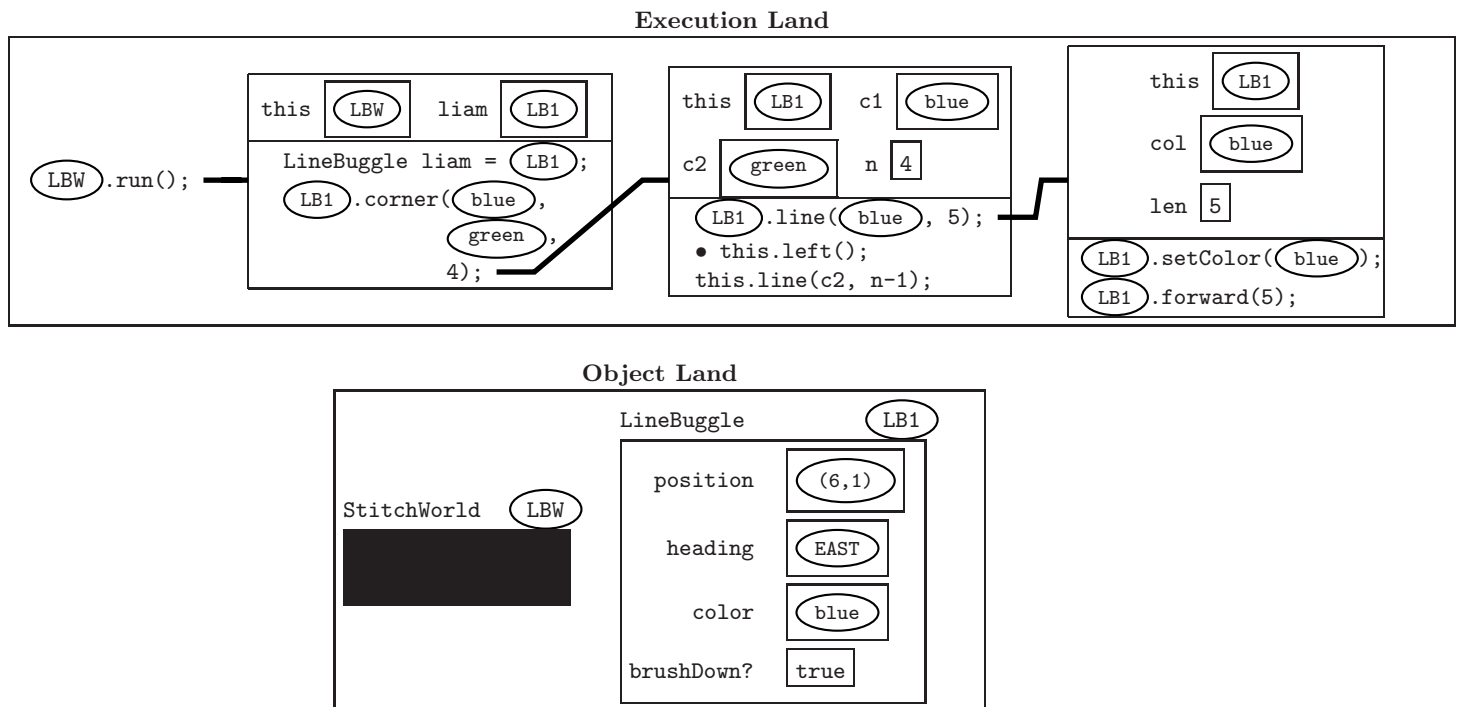 Execution Land
LBW.run();
this LBW liam LB1
LineBuggle liam = LB1;
LB1.corner(blue,
green,
4);
this LB1 c1 blue
c2 green n 4
LB1.line(blue, 5);
• this.left();
this.line(c2, n-1);
this LB1
col blue
len 5
LB1.setColor(blue);
LB1.forward(5);
Object Land
StitchWorld LBW
LineBuggle LB1
position (6,1)
heading EAST
color blue
brushDown? true